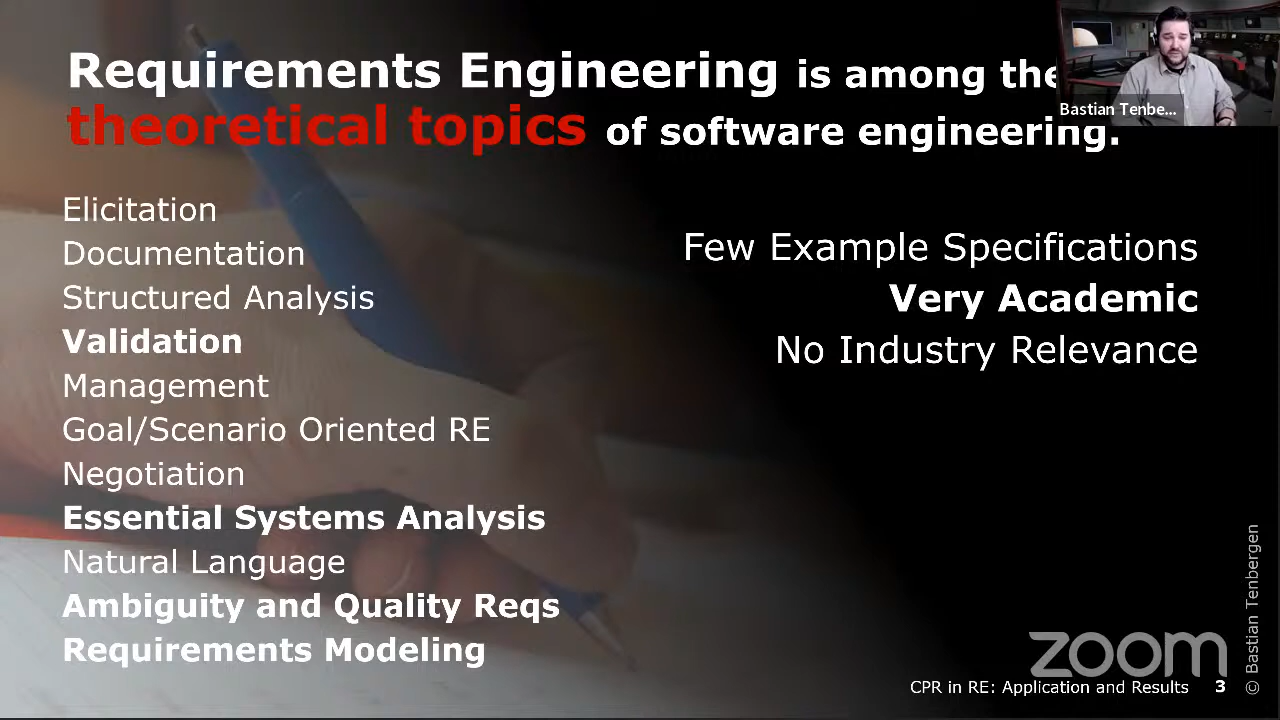 Requirements Engineering is among the
theoretical topics of software engineering.
Bastian Tenbe...
Elicitation
Documentation
Structured Analysis
Validation
Management
Goal/Scenario Oriented RE
Negotiation
Essential Systems Analysis
Natural Language
Ambiguity and Quality Reqs
Requirements Modeling
Few Example Specifications
Very Academic
No Industry Relevance
© Bastian Tenbergen
zoom
CPR in RE: Application and Results 3